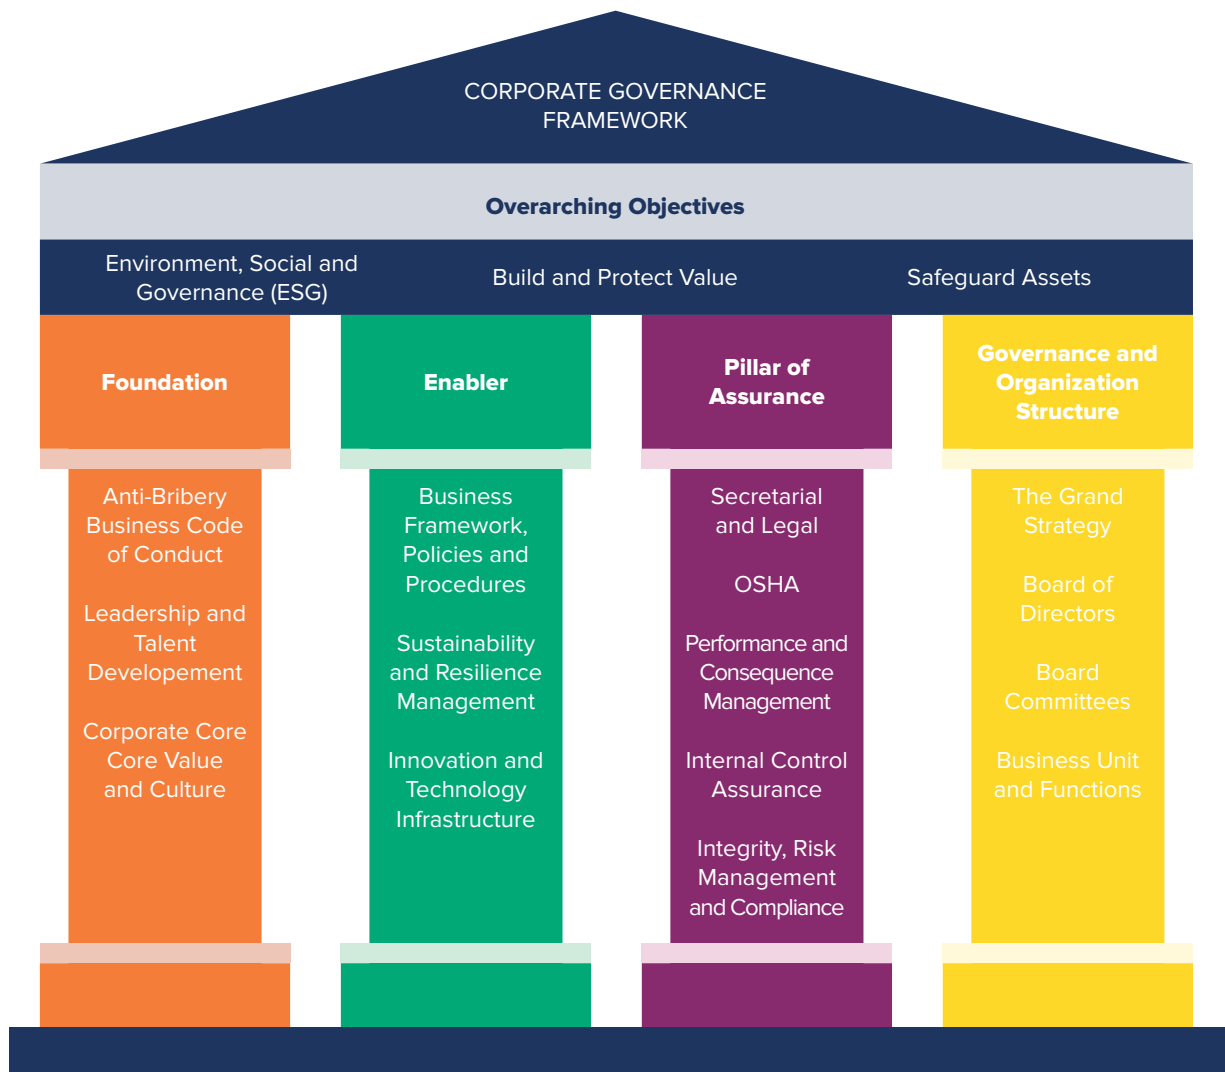 CORPORATE GOVERNANCE
FRAMEWORK
Overarching Objectives
Environment, Social and
Governance (ESG)
Build and Protect Value
Safeguard Assets
Foundation
Anti-Bribery
Business Code
of Conduct
Leadership and
Talent
Developement
Corporate Core
Core Value
and Culture
Enabler
Business
Framework,
Policies and
Procedures
Sustainability
and Resilience
Management
Innovation and
Technology
Infrastructure
Pillar of
Assurance
Secretarial
and Legal
OSHA
Performance and
Consequence
Management
Internal Control
Assurance
Integrity, Risk
Management
and Compliance
Governance and
Organization
Structure
The Grand
Strategy
Board of
Directors
Board
Committees
Business Unit
and Functions